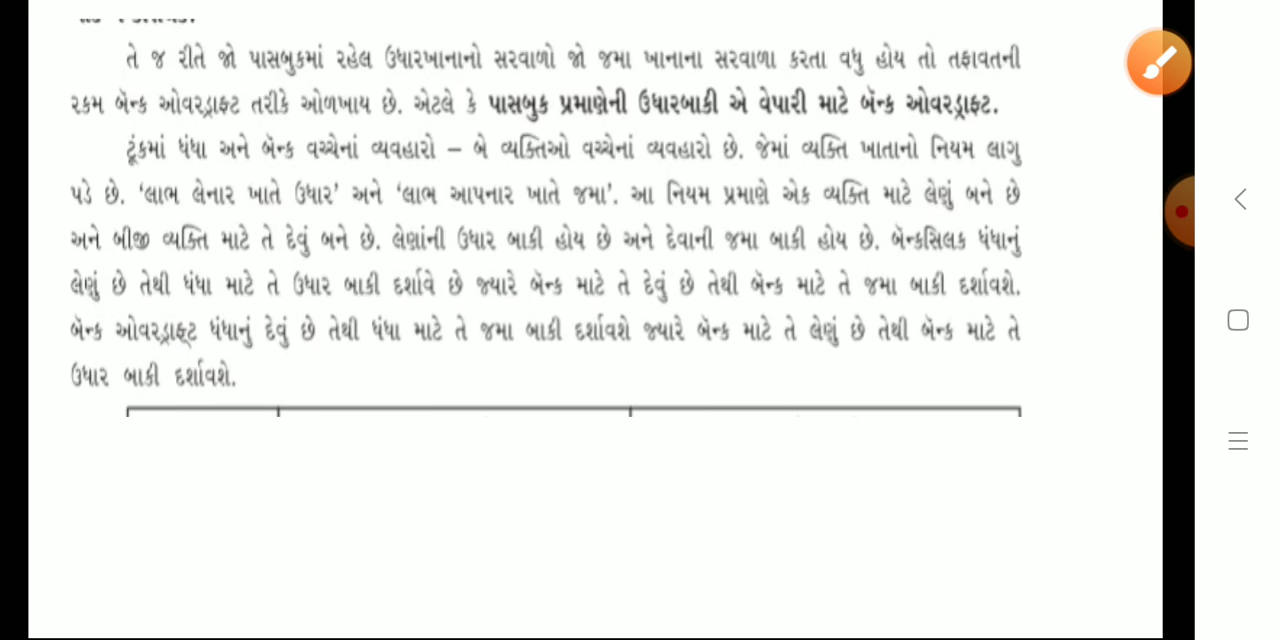 તે જ રીતે જો પાસબુકમાં રહેલ ઉધારખાનાનો સરવાળો જો જમા ખાનાના સરવાળા કરતા વધુ હોય તો તફાવતની
રકમ બૅન્ક ઓવરડ્રાફ્ટ તરીકે ઓળખાય છે. એટલે કે પાસબુક પ્રમાણેની ઉધારબાકી એ વેપારી માટે બૅન્ક ઓવરડ્રાફ્ટ.
ટૂંકમાં ધંધા અને બૅન્ક વચ્ચેનાં વ્યવહારો – બે વ્યક્તિઓ વચ્ચેનાં વ્યવહારો છે. જેમાં વ્યક્તિ ખાતાનો નિયમ લાગુ
પડે છે. ‘લાભ લેનાર ખાતે ઉધાર’ અને ‘લાભ આપનાર ખાતે જમા’. આ નિયમ પ્રમાણે એક વ્યક્તિ માટે લેણું બને છે
અને બીજી વ્યક્તિ માટે તે દેવું બને છે. લેણાંની ઉધાર બાકી હોય છે અને દેવાની જમા બાકી હોય છે. બૅન્કસિલક ધંધાનું
લેણું છે તેથી ધંધા માટે તે ઉધાર બાકી દર્શાવે છે જ્યારે બૅન્ક માટે તે દેવું છે તેથી બૅન્ક માટે તે જમા બાકી દર્શાવશે.
બૅન્ક ઓવરડ્રાફ્ટ ધંધાનું દેવું છે તેથી ધંધા માટે તે જમા બાકી દર્શાવશે જ્યારે બૅન્ક માટે તે લેણું છે તેથી બૅન્ક માટે તે
ઉધાર બાકી દર્શાવશે.